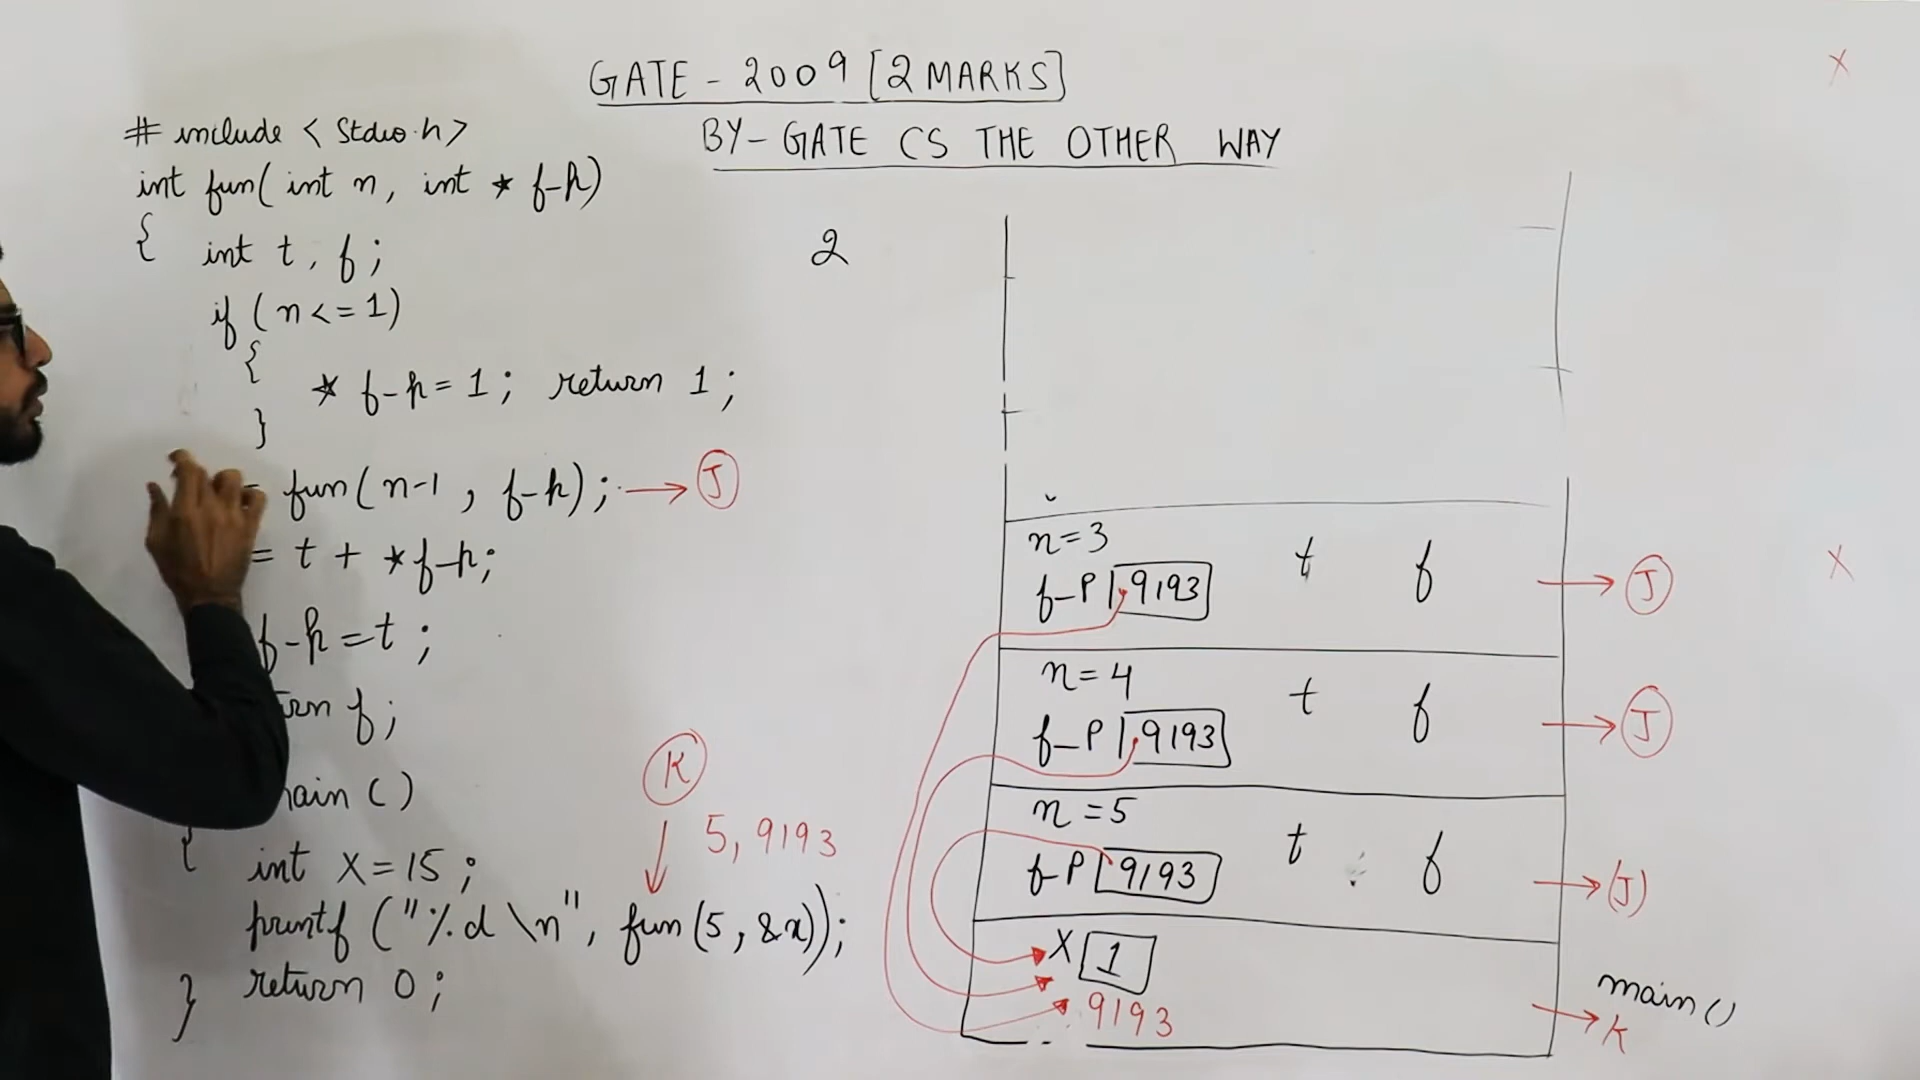 GATE - 2009 [2 MARKS]
BY - GATE CS THE OTHER WAY
# include < Stdio.h>
int fun( int n, int * f-p)
{ int t, f;
if ( n <= 1)
{
* f-p = 1; return 1;
}
= fun( n-1 , f-p); → J
= t + *f-p;
f-p = t ;
f;
( )
{ int X = 15 ;
printf ("%d \n", fun (5, &x));
return 0 ;
}
K
5, 9193
2
n=3
f-P 9193 t f → J
n=4
f-P 9193 t f → J
n=5
f-P 9193 t f → (J)
X 1
9193
main()
K
X
X